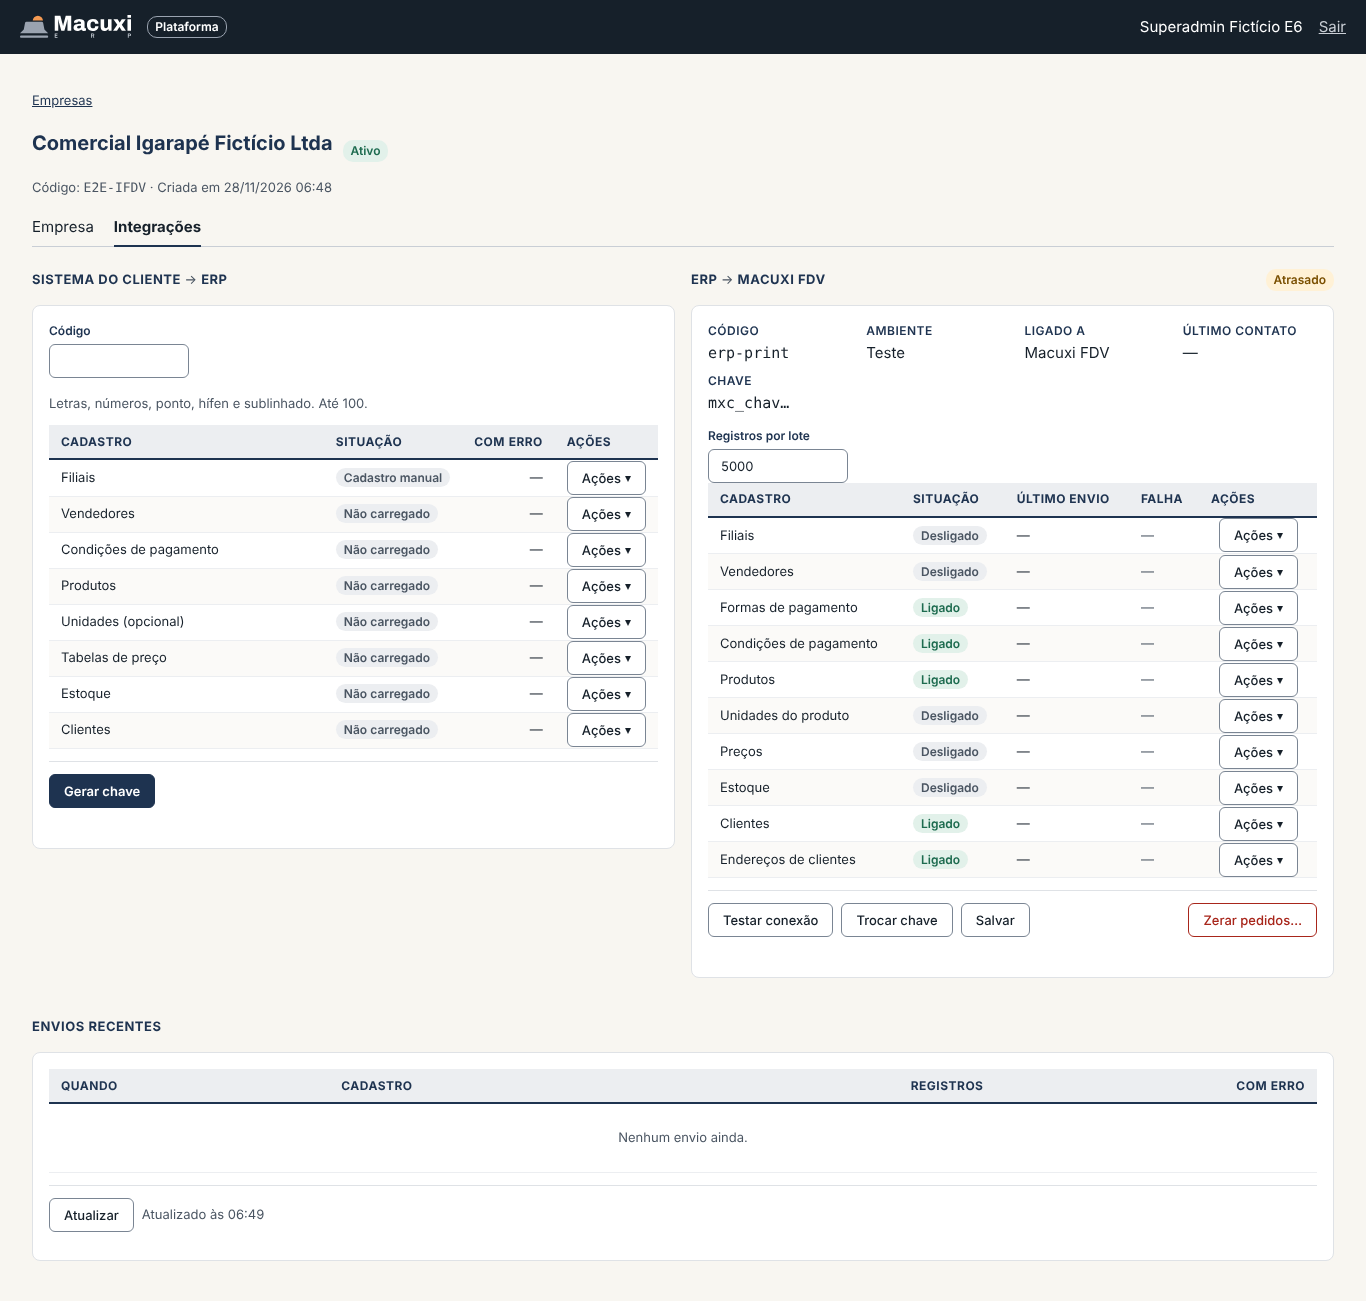 Macuxi
E R P
Plataforma
Superadmin Fictício E6 Sair
Empresas
Comercial Igarapé Fictício Ltda Ativo
Código: E2E-IFDV · Criada em 28/11/2026 06:48
Empresa Integrações
SISTEMA DO CLIENTE → ERP
Código
Letras, números, ponto, hífen e sublinhado. Até 100.
CADASTRO SITUAÇÃO COM ERRO AÇÕES
Filiais Cadastro manual — Ações ▾
Vendedores Não carregado — Ações ▾
Condições de pagamento Não carregado — Ações ▾
Produtos Não carregado — Ações ▾
Unidades (opcional) Não carregado — Ações ▾
Tabelas de preço Não carregado — Ações ▾
Estoque Não carregado — Ações ▾
Clientes Não carregado — Ações ▾
Gerar chave
ERP → MACUXI FDV Atrasado
CÓDIGO AMBIENTE LIGADO A ÚLTIMO CONTATO
erp-print Teste Macuxi FDV —
CHAVE
mxc_chav…
Registros por lote
5000
CADASTRO SITUAÇÃO ÚLTIMO ENVIO FALHA AÇÕES
Filiais Desligado — — Ações ▾
Vendedores Desligado — — Ações ▾
Formas de pagamento Ligado — — Ações ▾
Condições de pagamento Ligado — — Ações ▾
Produtos Ligado — — Ações ▾
Unidades do produto Desligado — — Ações ▾
Preços Desligado — — Ações ▾
Estoque Desligado — — Ações ▾
Clientes Ligado — — Ações ▾
Endereços de clientes Ligado — — Ações ▾
Testar conexão Trocar chave Salvar Zerar pedidos…
ENVIOS RECENTES
QUANDO CADASTRO REGISTROS COM ERRO
Nenhum envio ainda.
Atualizar Atualizado às 06:49